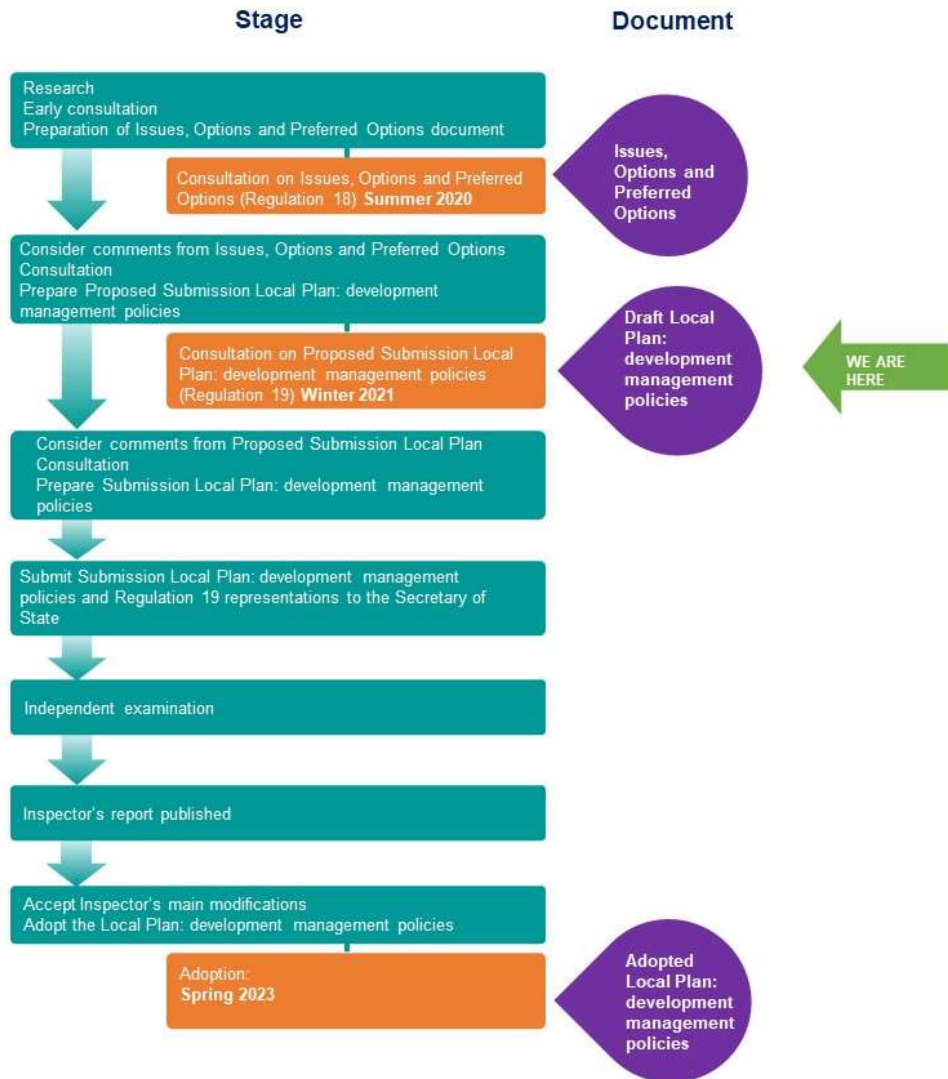 Stage
Document
Research
Early consultation
Preparation of Issues, Options and Preferred Options document
Consultation on Issues, Options and Preferred
Options (Regulation 18) Summer 2020
Issues,
Options and
Preferred
Options
Consider comments from Issues, Options and Preferred Options
Consultation
Prepare Proposed Submission Local Plan: development
management policies
Consultation on Proposed Submission Local
Plan: development management policies
(Regulation 19) Winter 2021
Draft Local
Plan:
development
management
policies
WE ARE
HERE
Consider comments from Proposed Submission Local Plan
Consultation
Prepare Submission Local Plan: development management
policies
Submit Submission Local Plan: development management
policies and Regulation 19 representations to the Secretary of
State
Independent examination
Inspector's report published
Accept Inspector's main modifications
Adopt the Local Plan: development management policies
Adoption:
Spring 2023
Adopted
Local Plan:
development
management
policies